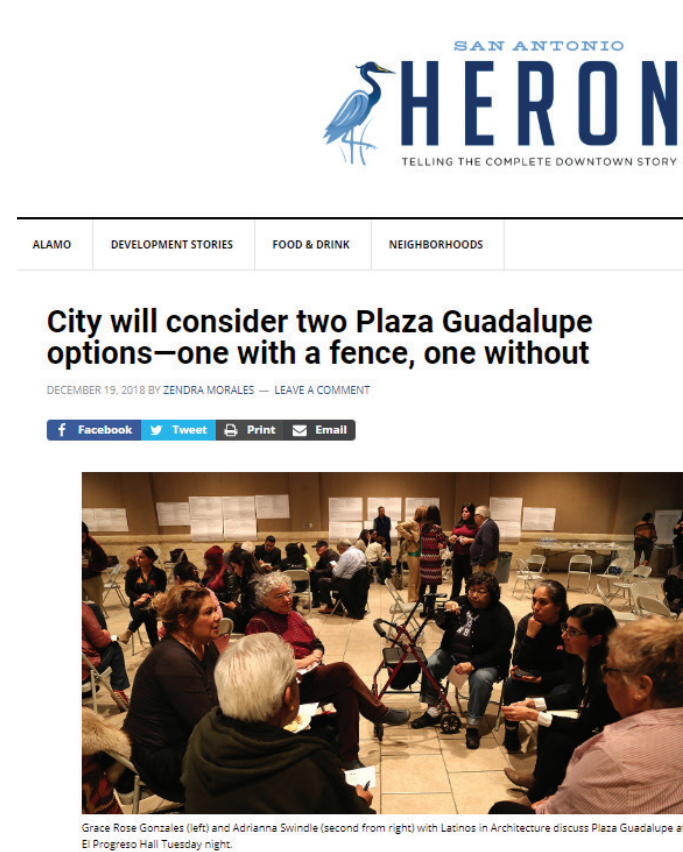 SAN ANTONIO
HERON
TELLING THE COMPLETE DOWNTOWN STORY
ALAMO DEVELOPMENT STORIES FOOD & DRINK NEIGHBORHOODS
City will consider two Plaza Guadalupe
options—one with a fence, one without
DECEMBER 19, 2018 BY ZENDRA MORALES — LEAVE A COMMENT
Facebook Tweet Print Email
Grace Rose Gonzales (left) and Adrianna Swindle (second from right) with Latinos in Architecture discuss Plaza Guadalupe
El Progreso Hall Tuesday night.